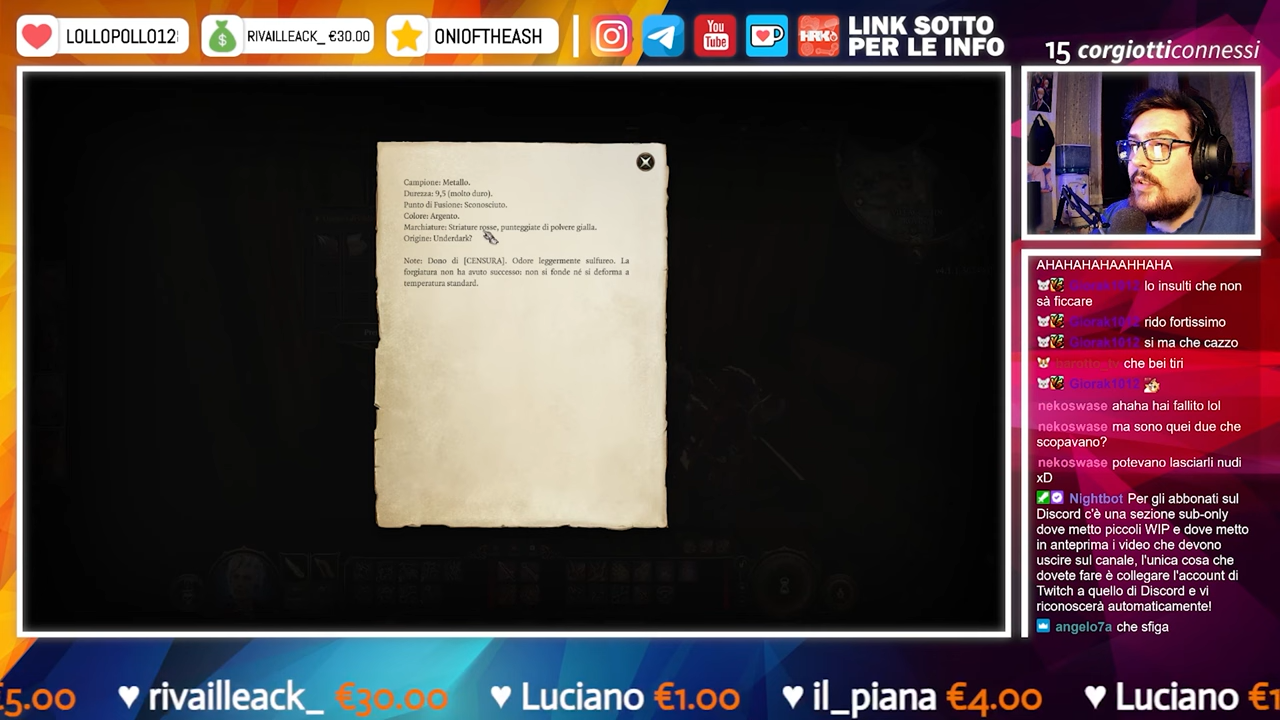 LOLLOPOLLO12
RIVAILLEACK_ €30.00
ONIOFTHEASH
You
Tube
HRK
LINK SOTTO
PER LE INFO
15 corgiotticonnessi
Campione: Metallo.
Durezza: 9,5 (molto duro).
Punto di Fusione: Sconosciuto.
Colore: Argento.
Marchiature: Striature rosse, punteggiate di polvere gialla.
Origine: Underdark?
Note: Dono di [CENSURA]. Odore leggermente sulfureo. La
forgiatura non ha avuto successo: non si fonde né si deforma a
temperatura standard.
AHAHAHAHAAHHAHA
Giorak1012 lo insulti che non
sà ficcare
Giorak1012 rido fortissimo
Giorak1012 si ma che cazzo
che bei tiri
Giorak1012
nekoswase ahaha hai fallito lol
nekoswase ma sono quei due che
scopavano?
nekoswase potevano lasciarli nudi
xD
Nightbot Per gli abbonati sul
Discord c'è una sezione sub-only
dove metto piccoli WIP e dove metto
in anteprima i video che devono
uscire sul canale, l'unica cosa che
dovete fare è collegare l'account di
Twitch a quello di Discord e vi
riconoscerà automaticamente!
angelo7a che sfiga
€5.00 ♥ rivailleack_ €30.00 ♥ Luciano €1.00 ♥ il_piana €4.00 ♥ Luciano €1